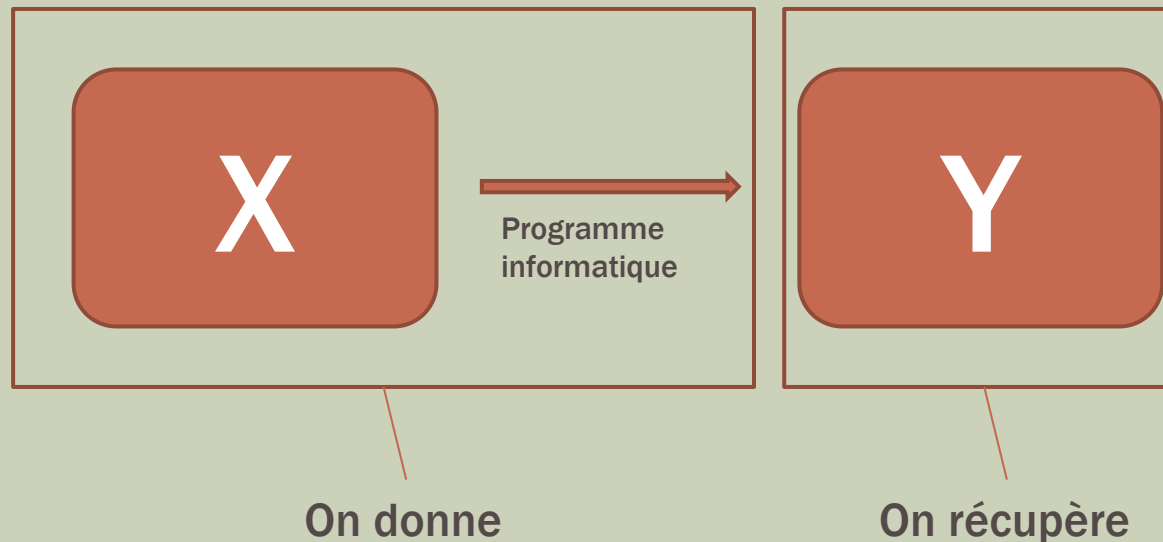 X
Y
Programme
informatique
On donne
On récupère